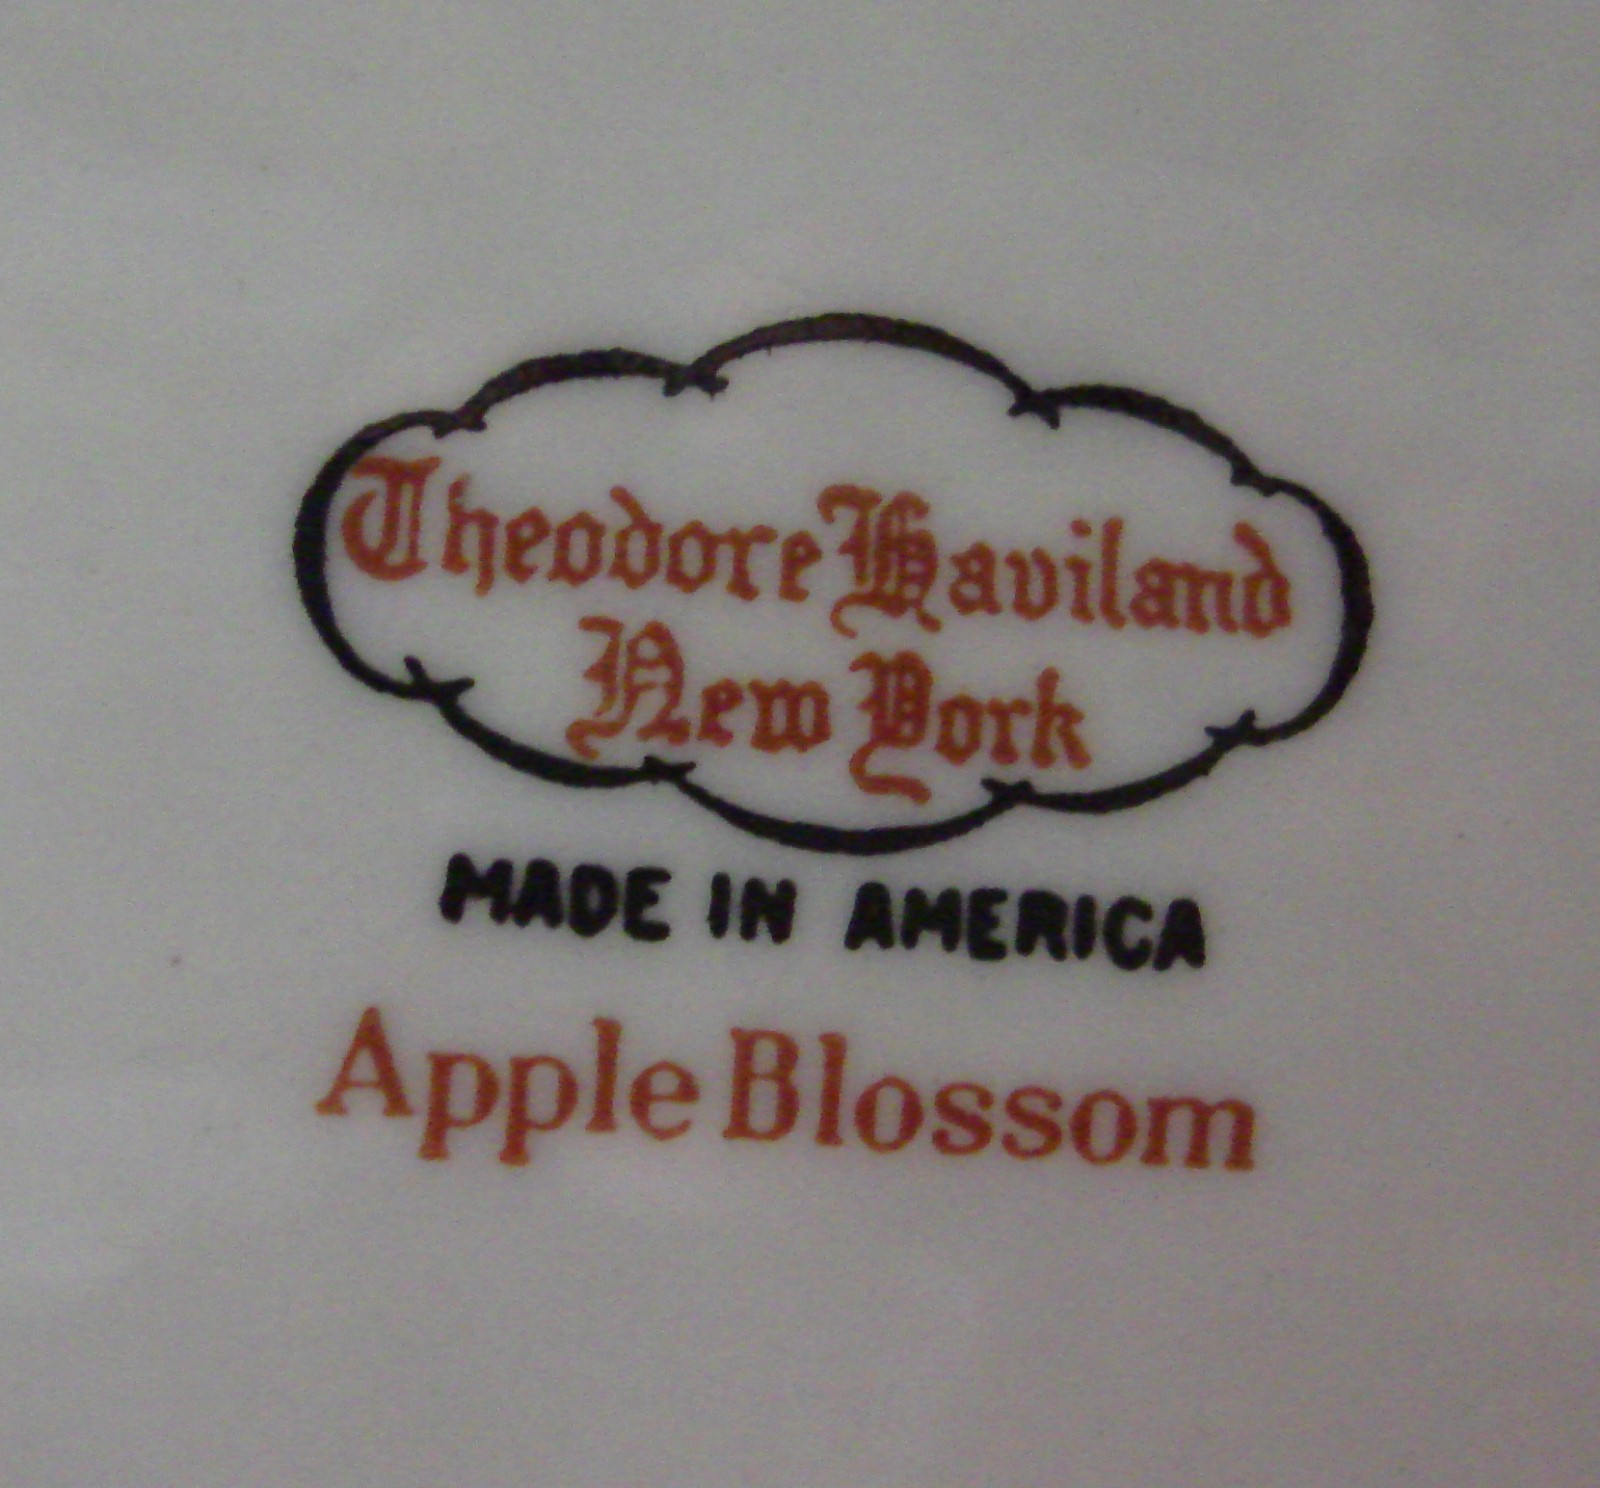 Theodore Haviland
New York
MADE IN AMERICA
Apple Blossom